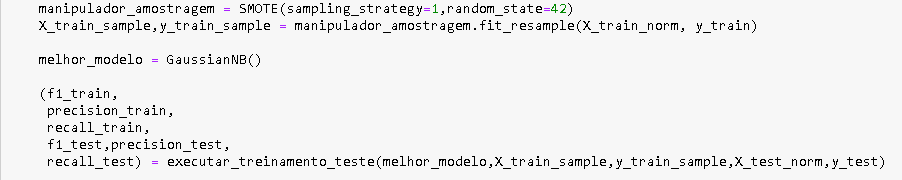 manipulador_amostragem = SMOTE(sampling_strategy=1,random_state=42)
X_train_sample,y_train_sample = manipulador_amostragem.fit_resample(X_train_norm, y_train)
melhor_modelo = GaussianNB()
(f1_train,
precision_train,
recall_train,
f1_test,precision_test,
recall_test) = executar_treinamento_teste(melhor_modelo,X_train_sample,y_train_sample,X_test_norm,y_test)